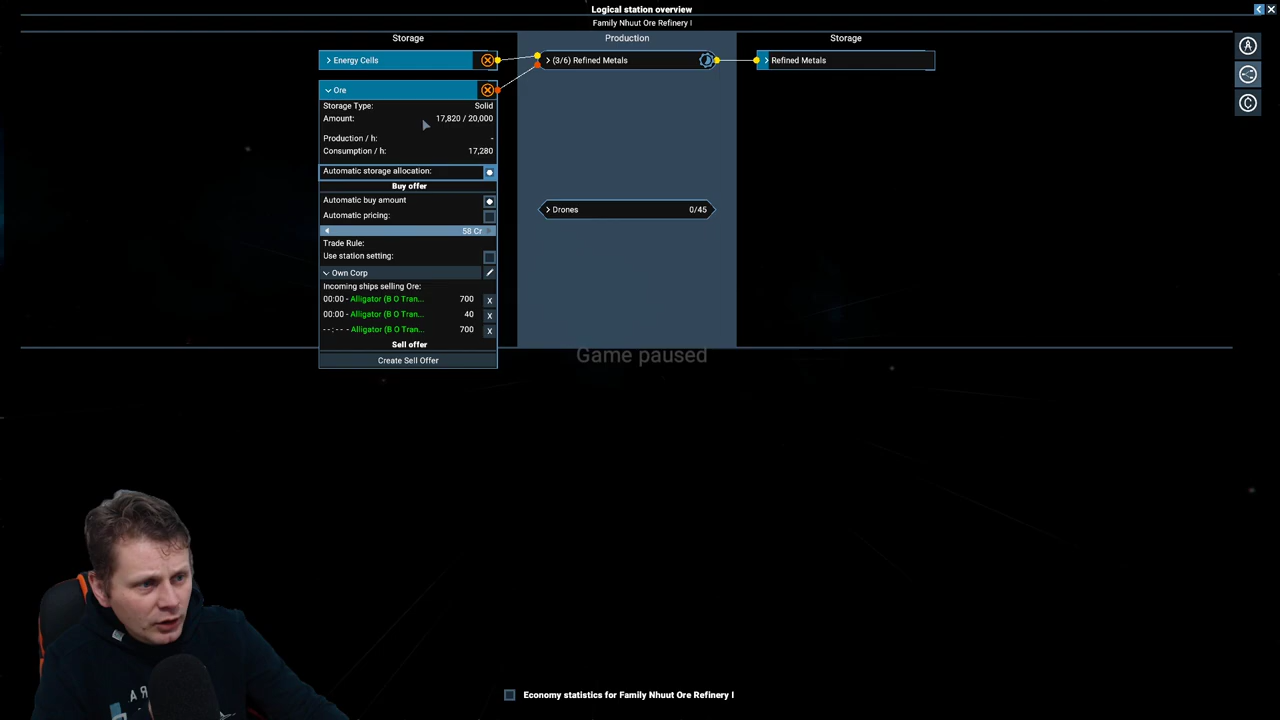 Logical station overview
Family Nhuut Ore Refinery I
Storage
Production
Storage
Energy Cells
(3/6) Refined Metals
Refined Metals
Ore
Storage Type: Solid
Amount: 17,820 / 20,000
Production / h: -
Consumption / h: 17,280
Automatic storage allocation:
Buy offer
Automatic buy amount
Automatic pricing:
58 Cr
Trade Rule:
Use station setting:
Own Corp
Incoming ships selling Ore:
00:00 - Alligator (B O Tran... 700 X
00:00 - Alligator (B O Tran... 40 X
--:-- - Alligator (B O Tran... 700 X
Sell offer
Create Sell Offer
Drones 0/45
Game paused
Economy statistics for Family Nhuut Ore Refinery I